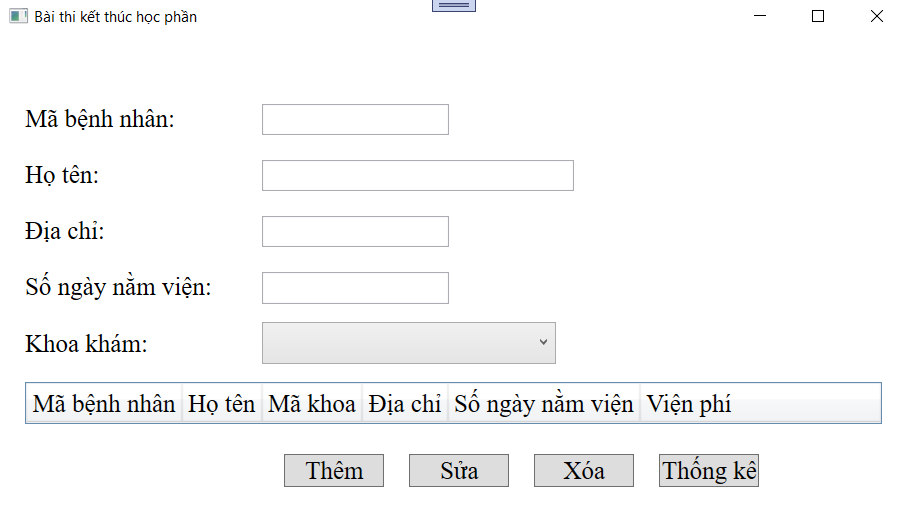 Bài thi kết thúc học phần
Mã bệnh nhân:
Họ tên:
Địa chỉ:
Số ngày nằm viện:
Khoa khám:
Mã bệnh nhân Họ tên Mã khoa Địa chỉ Số ngày nằm viện Viện phí
Thêm Sửa Xóa Thống kê